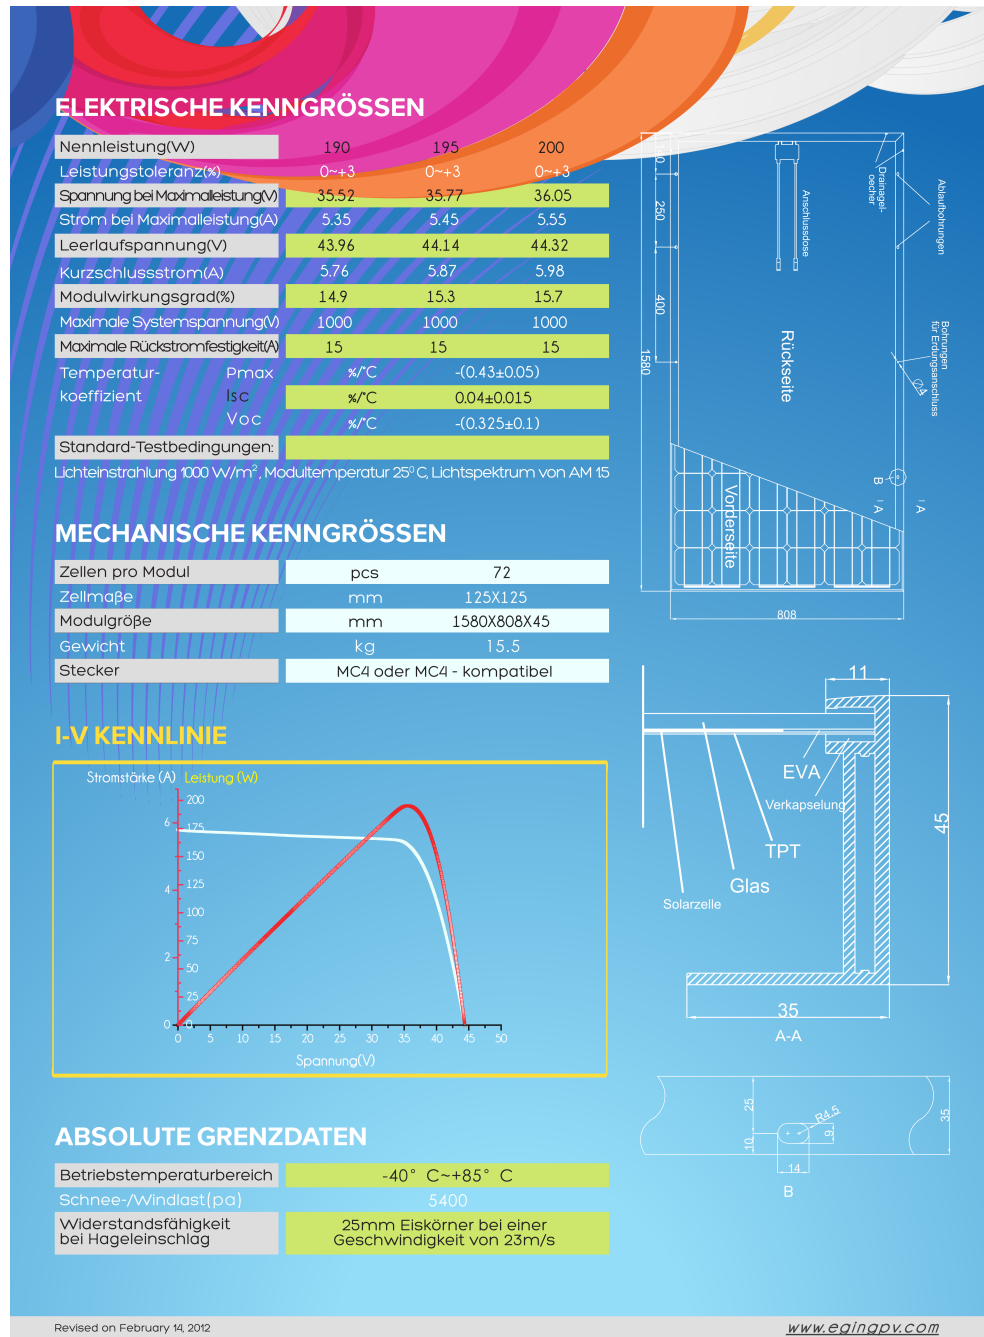 ELEKTRISCHE KENNGRÖSSEN
Nennleistung(W) 190 195 200
Leistungstoleranz(%) 0~+3 0~+3 0~+3
Spannung bei Maximalleistung(V) 35.52 35.77 36.05
Strom bei Maximalleistung(A) 5.35 5.45 5.55
Leerlaufspannung(V) 43.96 44.14 44.32
Kurzschlussstrom(A) 5.76 5.87 5.98
Modulwirkungsgrad(%) 14.9 15.3 15.7
Maximale Systemspannung(V) 1000 1000 1000
Maximale Rückstromfestigkeit(A) 15 15 15
Temperatur- Pmax %/°C -(0.43±0.05)
koeffizient Isc %/°C 0.04±0.015
Voc %/°C -(0.325±0.1)
Standard-Testbedingungen:
Lichteinstrahlung 1000 W/m², Modultemperatur 25⁰ C, Lichtspektrum von AM 15
MECHANISCHE KENNGRÖSSEN
Zellen pro Modul pcs 72
Zellmaße mm 125X125
Modulgröße mm 1580X808X45
Gewicht kg 15.5
Stecker MC4 oder MC4 - kompatibel
I-V KENNLINIE
Stromstärke (A) Leistung (W)
200
6 175
150
4 125
100
75
2 50
25
0 0
0 5 10 15 20 25 30 35 40 45 50
Spannung(V)
ABSOLUTE GRENZDATEN
Betriebstemperaturbereich -40° C~+85° C
Schnee-/Windlast(pa) 5400
Widerstandsfähigkeit
bei Hageleinschlag
25mm Eiskörner bei einer
Geschwindigkeit von 23m/s
250
400
1580
Anschlussdose
Drainagel-
oecher
Ablaufbohrungen
Rückseite
Bohrungen
für Erdungsanschluss
∅4
B
A A
Vorderseite
808
11
EVA
Verkapselung
TPT
Glas
Solarzelle
45
35
A-A
25
10
R4.5
9
35
14
B
Revised on February 14, 2012
www.egingpv.com